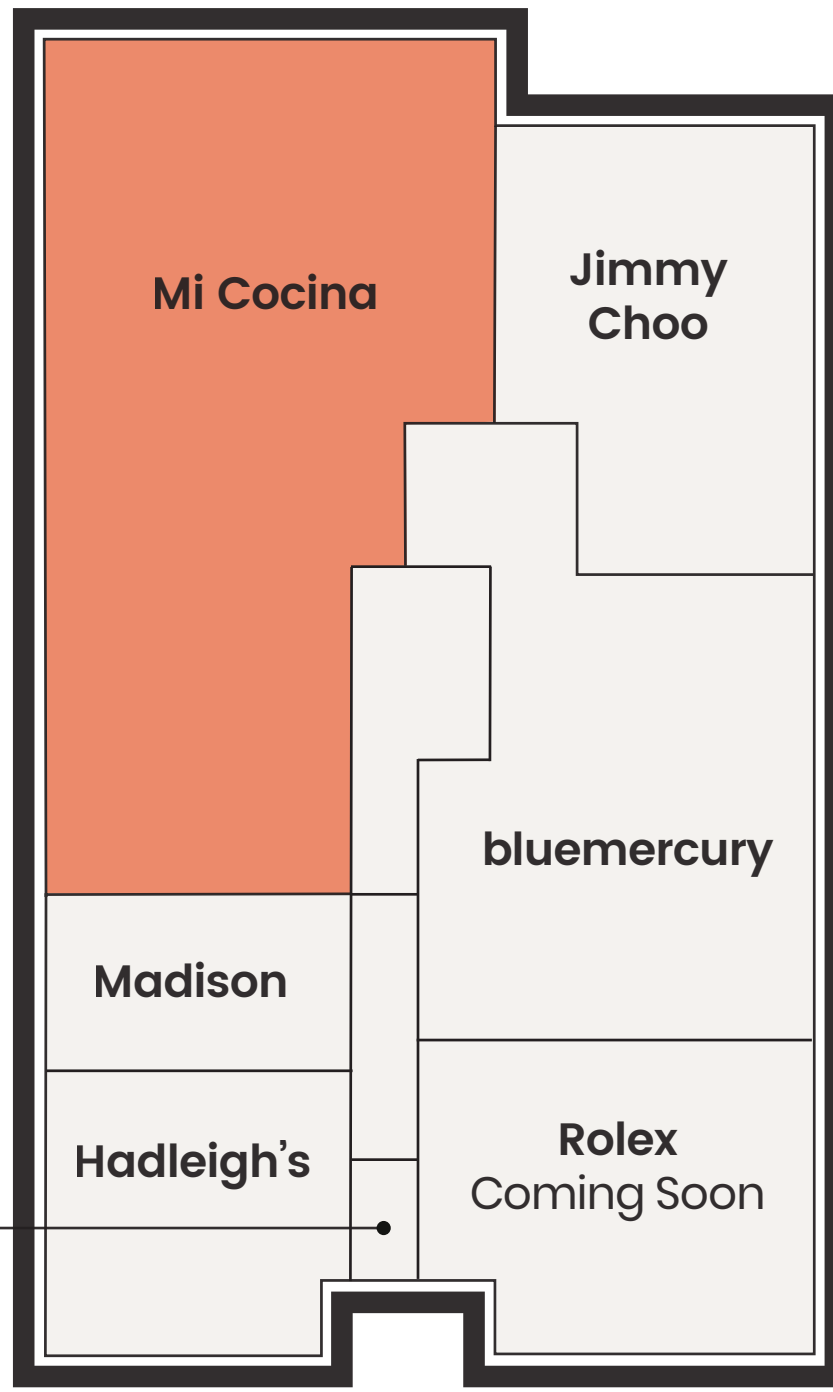 Mi Cocina
Jimmy
Choo
bluemercury
Madison
Hadleigh’s
Rolex
Coming Soon